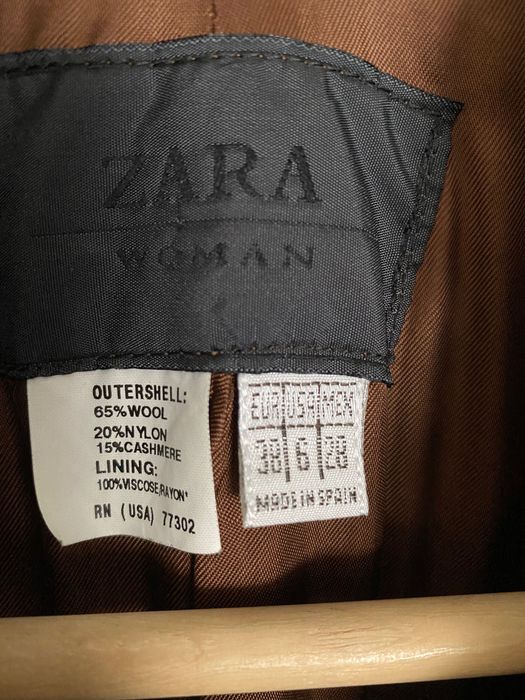 ZARA
WOMAN
OUTERSHELL:
65%WOOL
20%NYLON
15%CASHMERE
LINING:
100%VISCOSE,RAYON'
RN (USA) 77302
EUR USA MEX
38 6 28
MADE IN SPAIN